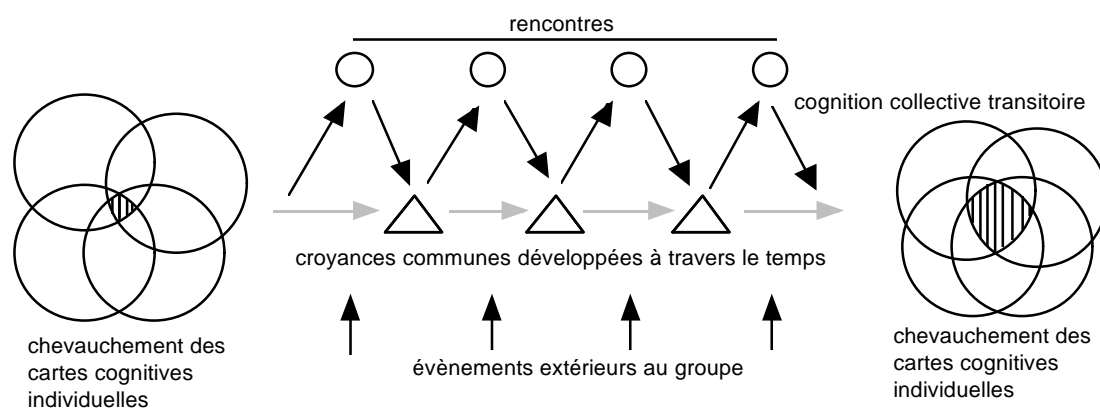 rencontres
cognition collective transitoire
croyances communes développées à travers le temps
chevauchement des
cartes cognitives
individuelles
évènements extérieurs au groupe
chevauchement des
cartes cognitives
individuelles